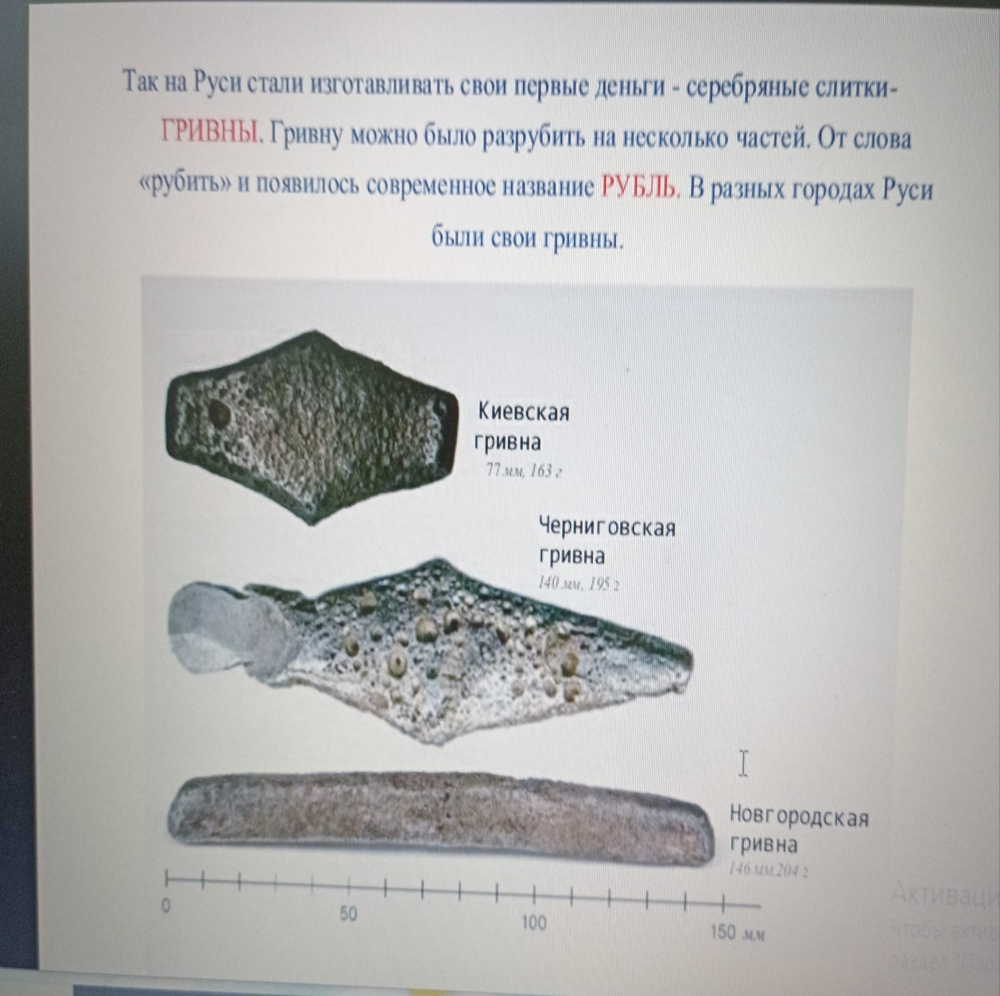 Так на Руси стали изготавливать свои первые деньги - серебряные слитки-
ГРИВНЫ. Гривну можно было разрубить на несколько частей. От слова
«рубить» и появилось современное название РУБЛЬ. В разных городах Руси
были свои гривны.
Киевская
гривна
77 мм, 163 г
Черниговская
гривна
140 мм, 195 г
Новгородская
гривна
146 мм, 204 г
0 50 100 150 мм
Активаци
Чтобы актив
раздел "Пар